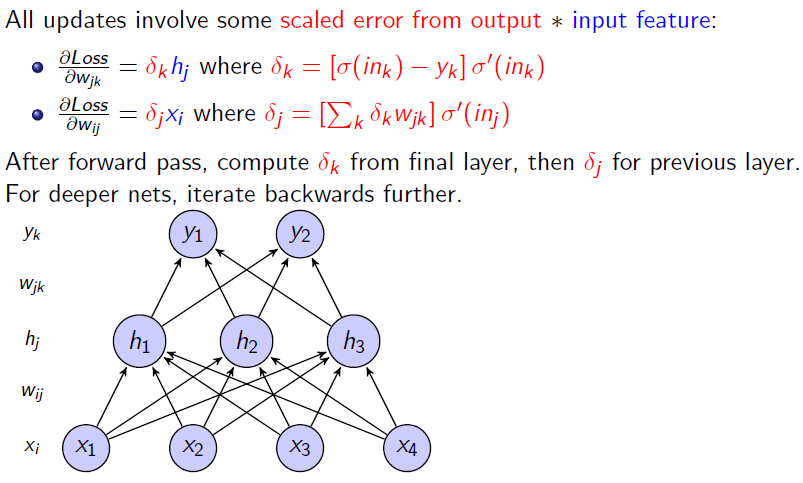 All updates involve some scaled error from output ∗ input feature:
∂Loss/∂w_jk = δ_k h_j where δ_k = [σ(in_k) − y_k] σ′(in_k)
∂Loss/∂w_ij = δ_j x_i where δ_j = [∑_k δ_k w_jk] σ′(in_j)
After forward pass, compute δ_k from final layer, then δ_j for previous layer.
For deeper nets, iterate backwards further.
y_k y_1 y_2
w_jk
h_j h_1 h_2 h_3
w_ij
x_i x_1 x_2 x_3 x_4